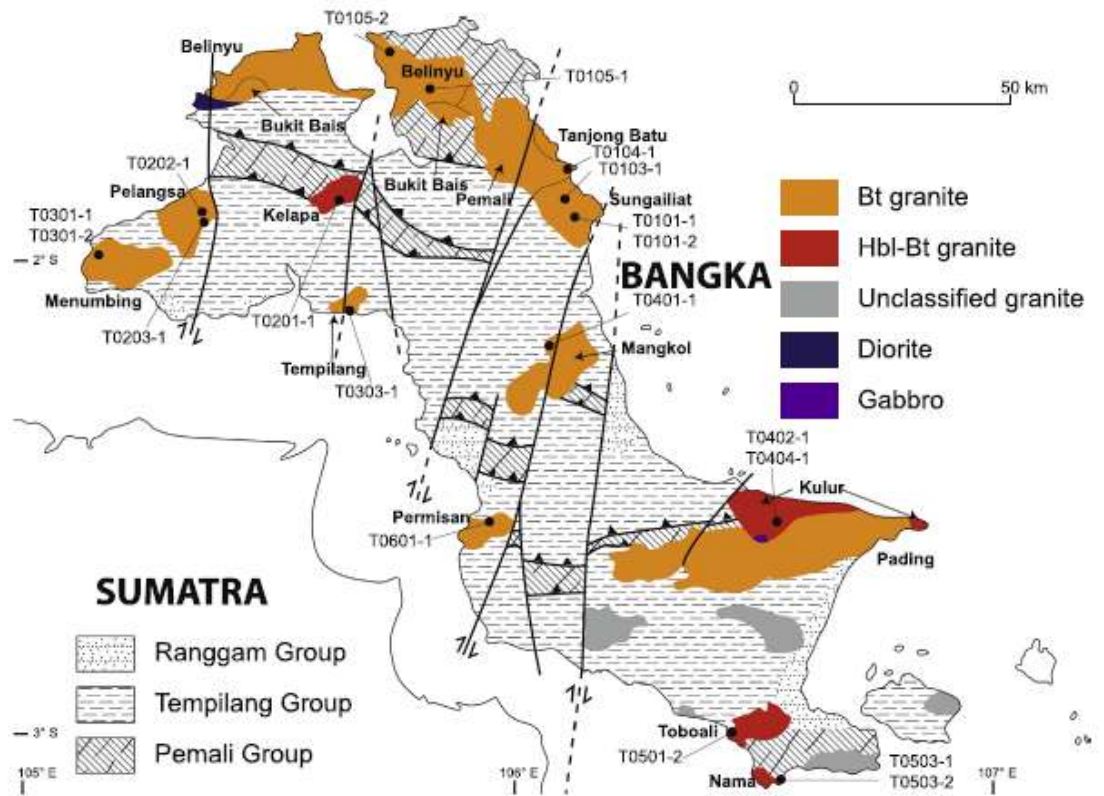 T0105-2
Belinyu
Belinyu
T0105-1
0
50 km
Bukit Bais
Tanjong Batu
T0104-1
T0103-1
T0202-1
Pelangsa
Bukit Bais
Pemali
Sungailiat
Bt granite
T0301-1
T0301-2
Kelapa
T0101-1
T0101-2
Hbl-Bt granite
2° S
BANGKA
Menumbing
T0201-1
T0401-1
Unclassified granite
T0203-1
Tempilang
Mangkol
Diorite
T0303-1
Gabbro
T0402-1
T0404-1
Kulur
Permisan
T0601-1
Pading
SUMATRA
Ranggam Group
Tempilang Group
Toboali
3° S
Pemali Group
T0501-2
T0503-1
Nama
T0503-2
105° E
106° E
107° E